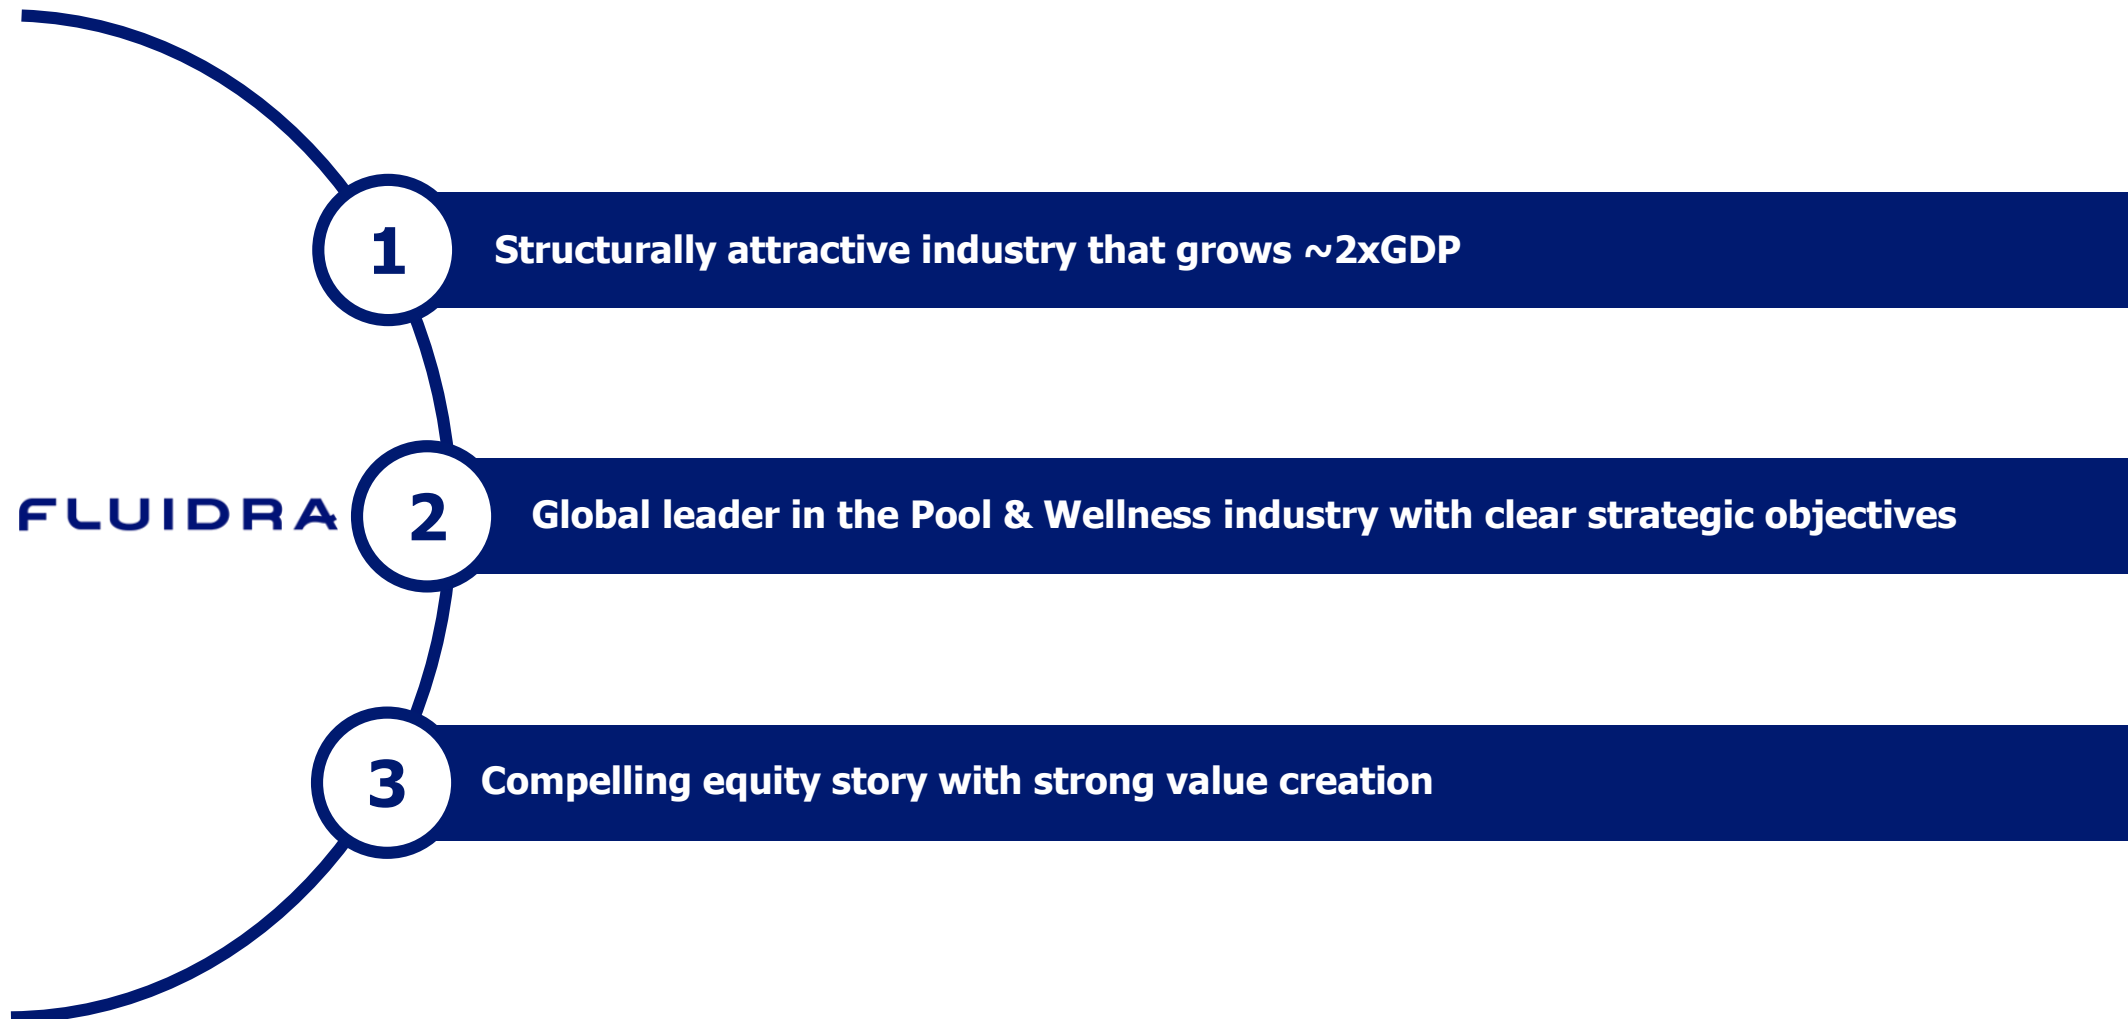 1
Structurally attractive industry that grows ~2xGDP
FLUIDRA
2
Global leader in the Pool & Wellness industry with clear strategic objectives
3
Compelling equity story with strong value creation